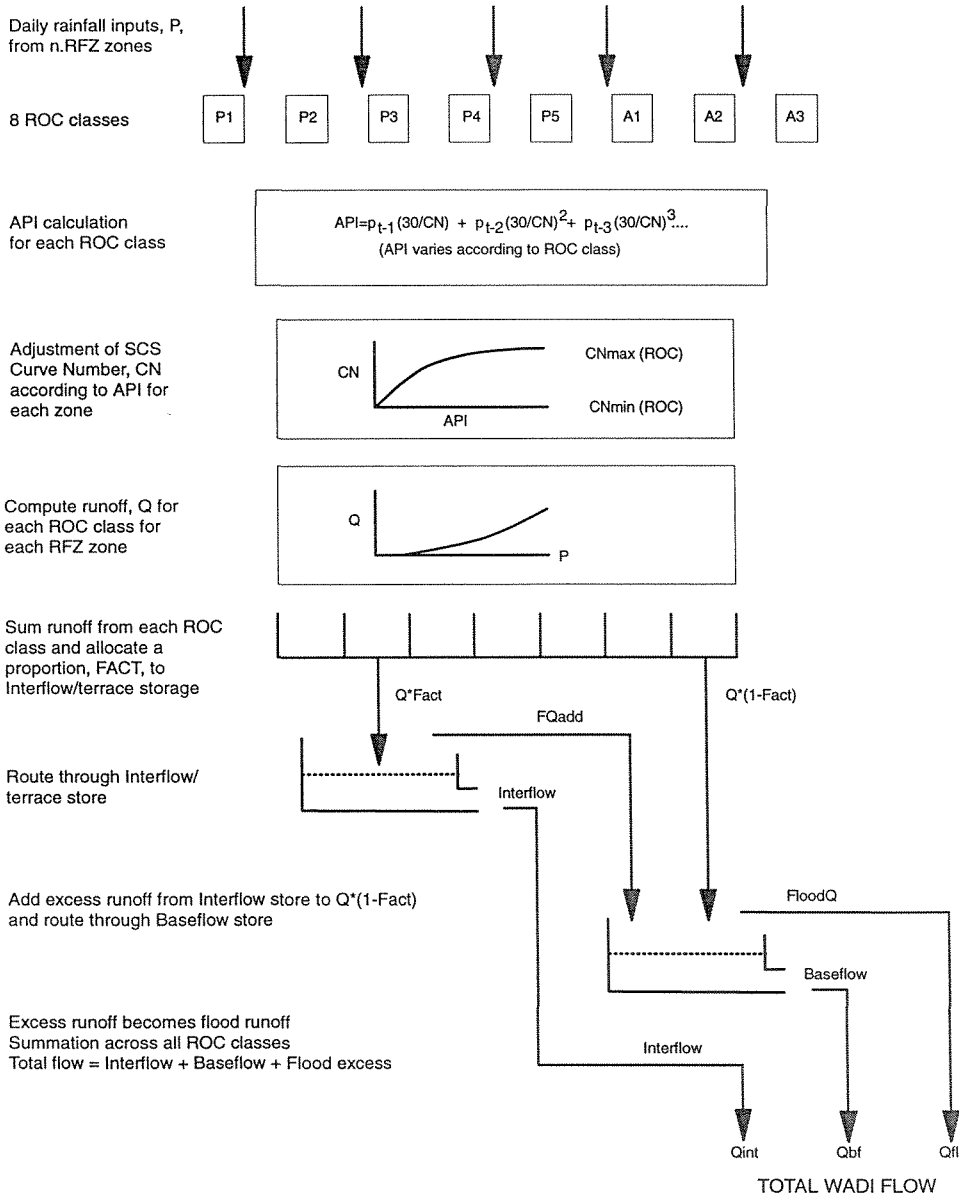 Daily rainfall inputs, P,
from n.RFZ zones
8 ROC classes
P1 P2 P3 P4 P5 A1 A2 A3
API calculation
for each ROC class
API=p_{t-1}(30/CN) + p_{t-2}(30/CN)^2+ p_{t-3}(30/CN)^3....
(API varies according to ROC class)
Adjustment of SCS
Curve Number, CN
according to API for
each zone
CN
API
CNmax (ROC)
CNmin (ROC)
Compute runoff, Q for
each ROC class for
each RFZ zone
Q
P
Sum runoff from each ROC
class and allocate a
proportion, FACT, to
Interflow/terrace storage
Q*Fact
Q*(1-Fact)
FQadd
Route through Interflow/
terrace store
Interflow
Add excess runoff from Interflow store to Q*(1-Fact)
and route through Baseflow store
FloodQ
Baseflow
Excess runoff becomes flood runoff
Summation across all ROC classes
Total flow = Interflow + Baseflow + Flood excess
Interflow
Qint Qbf Qfl
TOTAL WADI FLOW